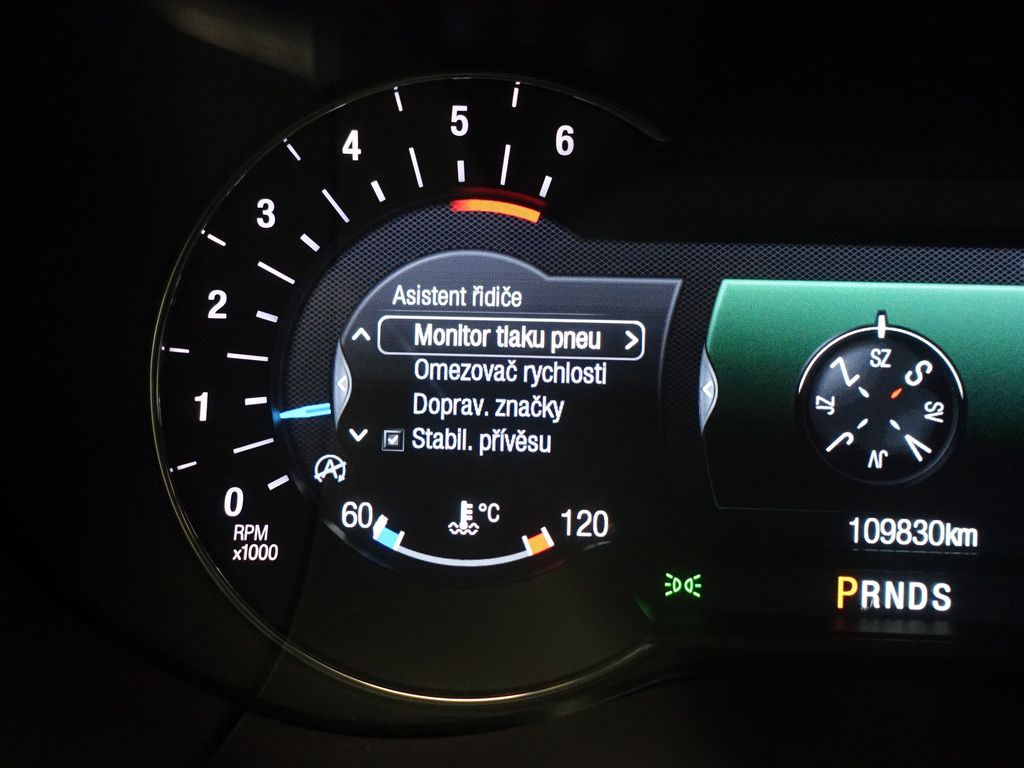 6
5
4
3
2
1
0
RPM
x1000
Asistent řidiče
Monitor tlaku pneu
Omezovač rychlosti
Doprav. značky
Stabil. přívěsu
A
60
°C
120
SZ
Z
S
JZ
SV
J
V
JV
109830km
PRNDS